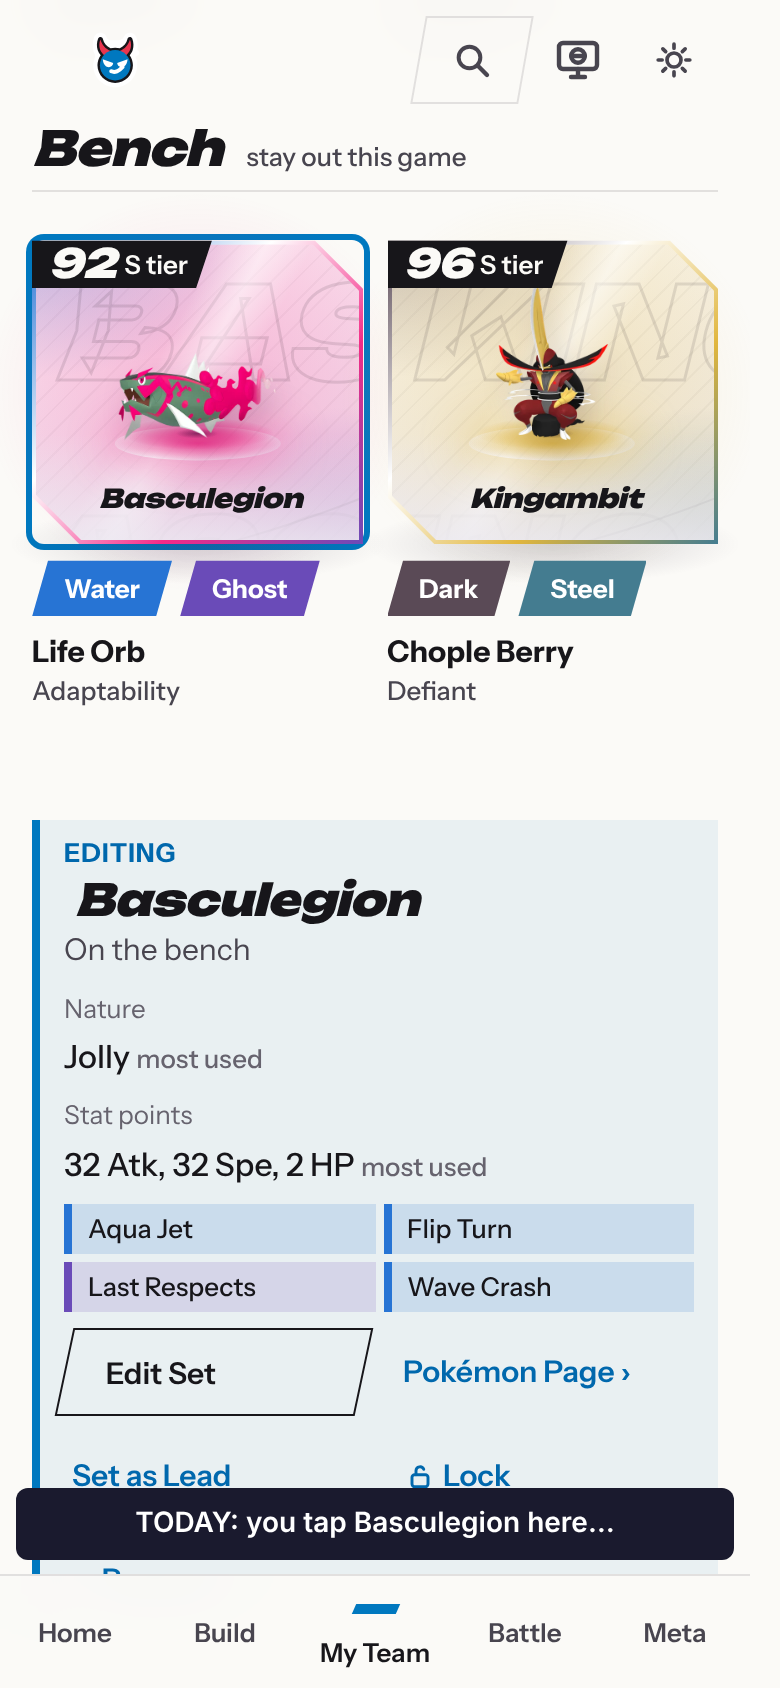 Bench stay out this game
92 S tier
96 S tier
BAS
KING
Basculegion
Kingambit
Water Ghost
Dark Steel
Life Orb
Chople Berry
Adaptability
Defiant
EDITING
Basculegion
On the bench
Nature
Jolly most used
Stat points
32 Atk, 32 Spe, 2 HP most used
Aqua Jet
Flip Turn
Last Respects
Wave Crash
Edit Set
Pokémon Page ›
Set as Lead
Lock
TODAY: you tap Basculegion here...
Home
Build
My Team
Battle
Meta